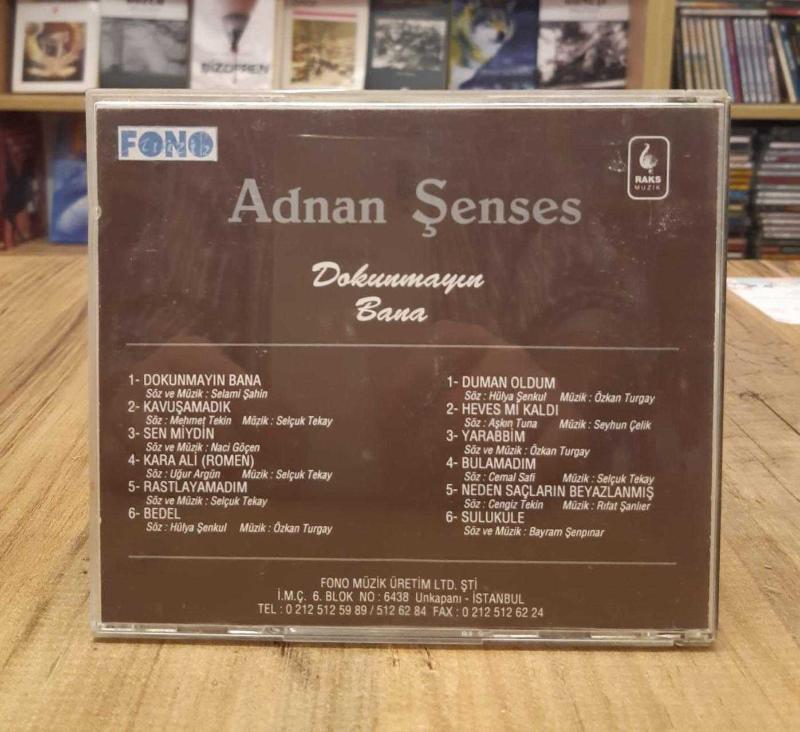 BİZOFREN
FONO
müzik
RAKS
MUZIK
Adnan Şenses
Dokunmayın
Bana
1- DOKUNMAYIN BANA
Söz ve Müzik : Selami Şahin
2- KAVUŞAMADIK
Söz : Mehmet Tekin Müzik : Selçuk Tekay
3- SEN MİYDİN
Söz ve Müzik : Naci Göçen
4- KARA ALİ (ROMEN)
Söz : Uğur Argün Müzik : Selçuk Tekay
5- RASTLAYAMADIM
Söz ve Müzik : Selçuk Tekay
6- BEDEL
Söz : Hülya Şenkul Müzik : Özkan Turgay
1- DUMAN OLDUM
Söz : Hülya Şenkul Müzik : Özkan Turgay
2- HEVES Mİ KALDI
Söz : Aşkın Tuna Müzik : Seyhun Çelik
3- YARABBİM
Söz ve Müzik : Özkan Turgay
4- BULAMADIM
Söz : Cemal Safi Müzik : Selçuk Tekay
5- NEDEN SAÇLARIN BEYAZLANMIŞ
Söz : Cengiz Tekin Müzik : Rıfat Şanlıer
6- SULUKULE
Söz ve Müzik : Bayram Şenpınar
FONO MÜZİK ÜRETİM LTD. ŞTİ
İ.M.Ç. 6. BLOK NO : 6438 Unkapanı - İSTANBUL
TEL : 0 212 512 59 89 / 512 62 84 FAX : 0 212 512 62 24